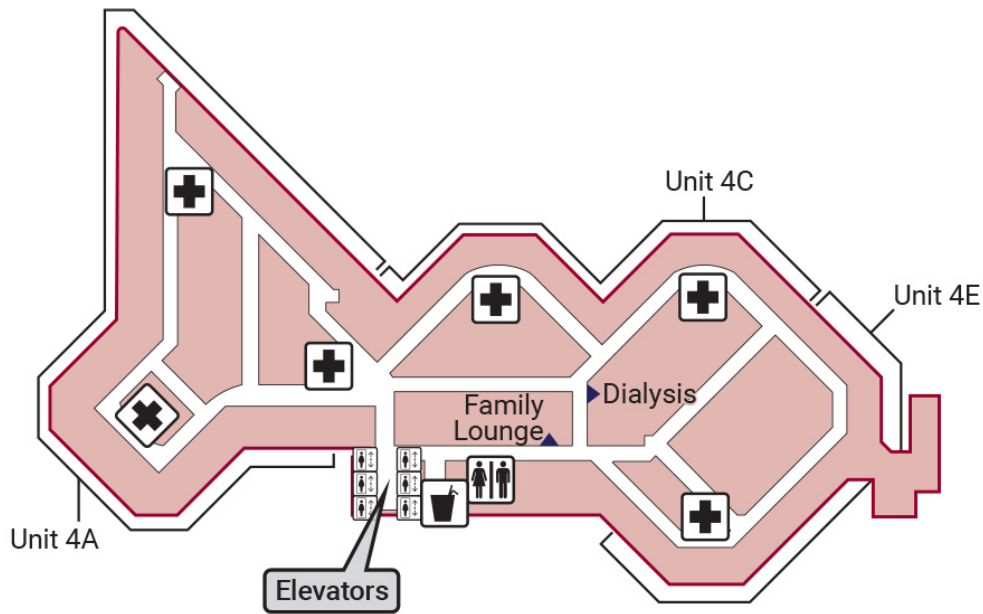 Unit 4C
Unit 4E
Dialysis
Family
Lounge
Unit 4A
Elevators